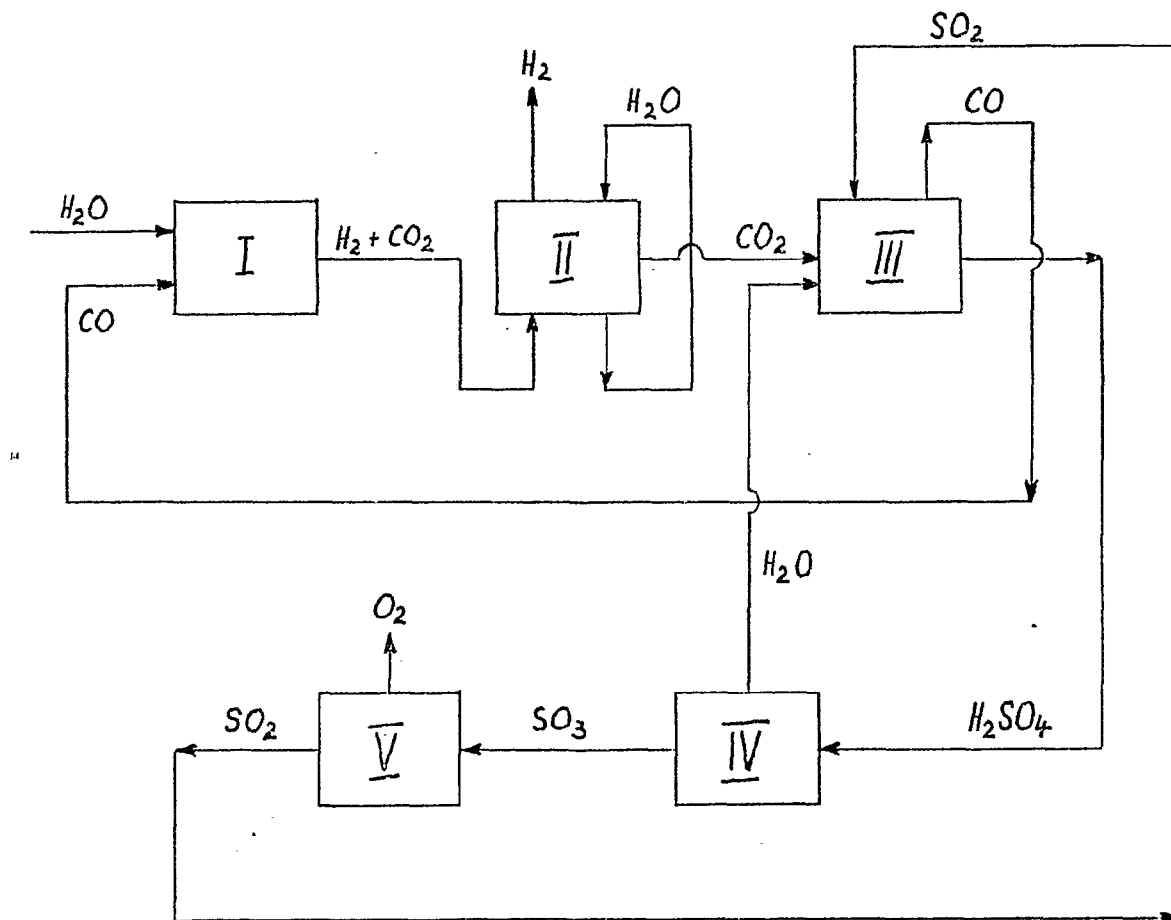 SO₂
H₂
H₂O
CO
H₂O
I
H₂ + CO₂
II
CO₂
III
CO
H₂O
O₂
SO₂
V
SO₃
IV
H₂SO₄